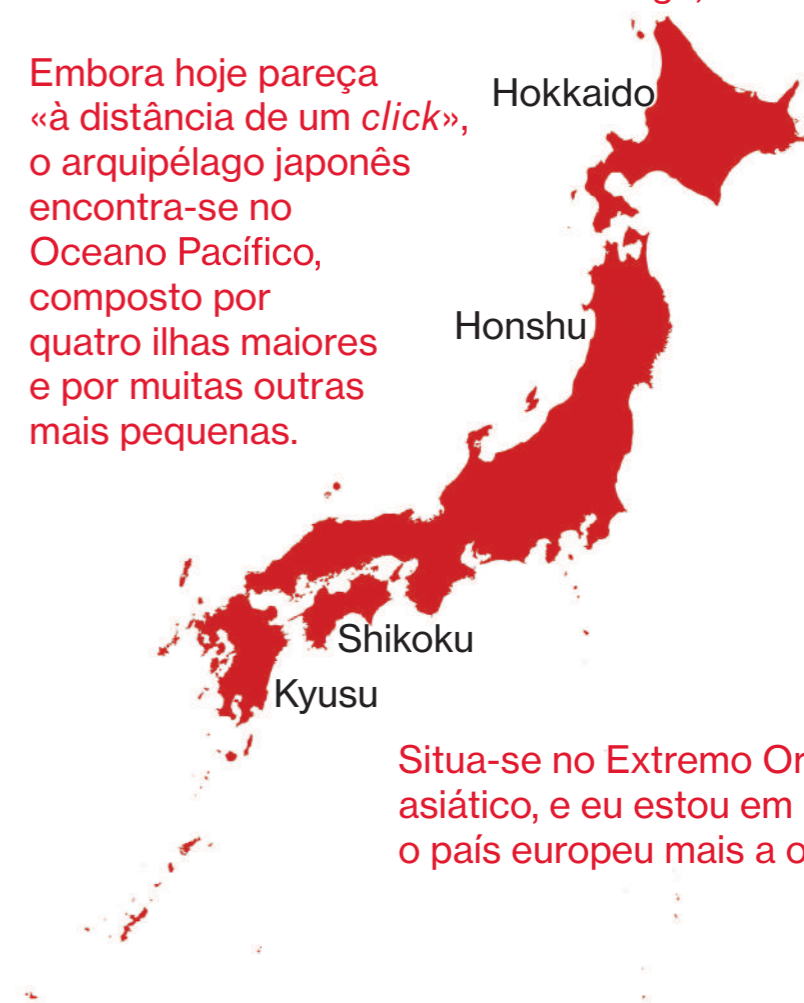 Embora hoje pareça
«à distância de um click»,
o arquipélago japonês
encontra-se no
Oceano Pacífico,
composto por
quatro ilhas maiores
e por muitas outras
mais pequenas.
Hokkaido
Honshu
Shikoku
Kyusu
Situa-se no Extremo Or
asiático, e eu estou em
o país europeu mais a o